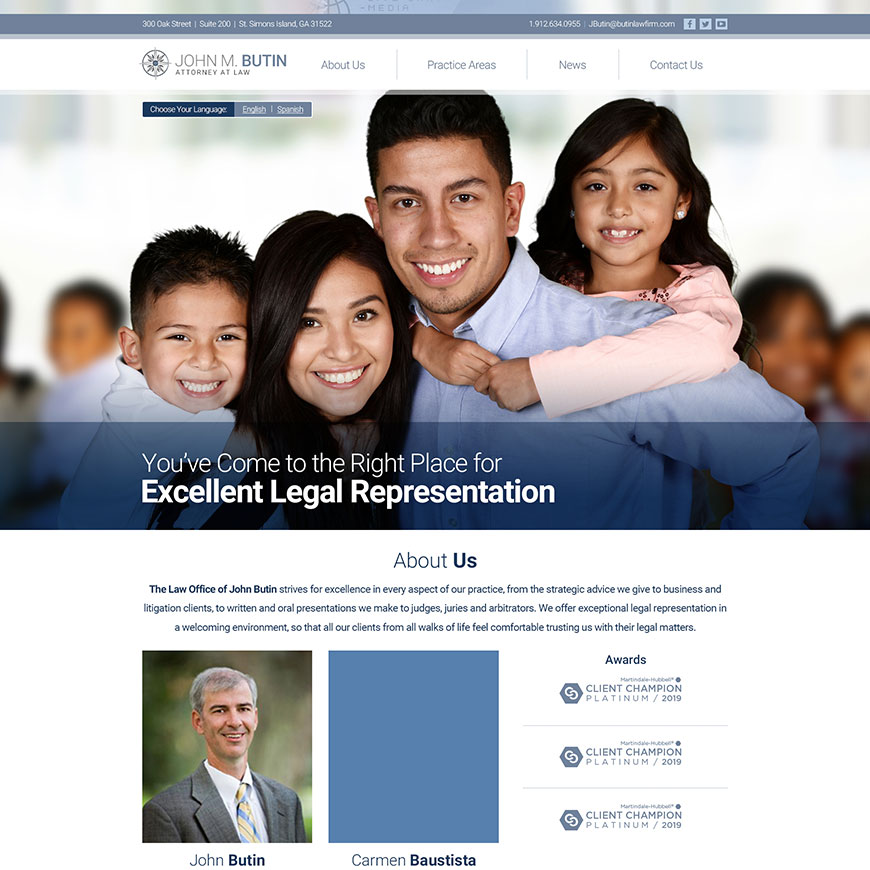 -MEDIA-
300 Oak Street | Suite 200 | St. Simons Island, GA 31522
1.912.634.0955 | JButin@butinlawfirm.com
JOHN M. BUTIN
ATTORNEY AT LAW
About Us
Practice Areas
News
Contact Us
Choose Your Language: English | Spanish
You've Come to the Right Place for
Excellent Legal Representation
About Us
The Law Office of John Butin strives for excellence in every aspect of our practice, from the strategic advice we give to business and
litigation clients, to written and oral presentations we make to judges, juries and arbitrators. We offer exceptional legal representation in
a welcoming environment, so that all our clients from all walks of life feel comfortable trusting us with their legal matters.
John Butin
Carmen Baustista
Awards
Martindale-Hubbell®
CLIENT CHAMPION
PLATINUM / 2019
Martindale-Hubbell®
CLIENT CHAMPION
PLATINUM / 2019
Martindale-Hubbell®
CLIENT CHAMPION
PLATINUM / 2019